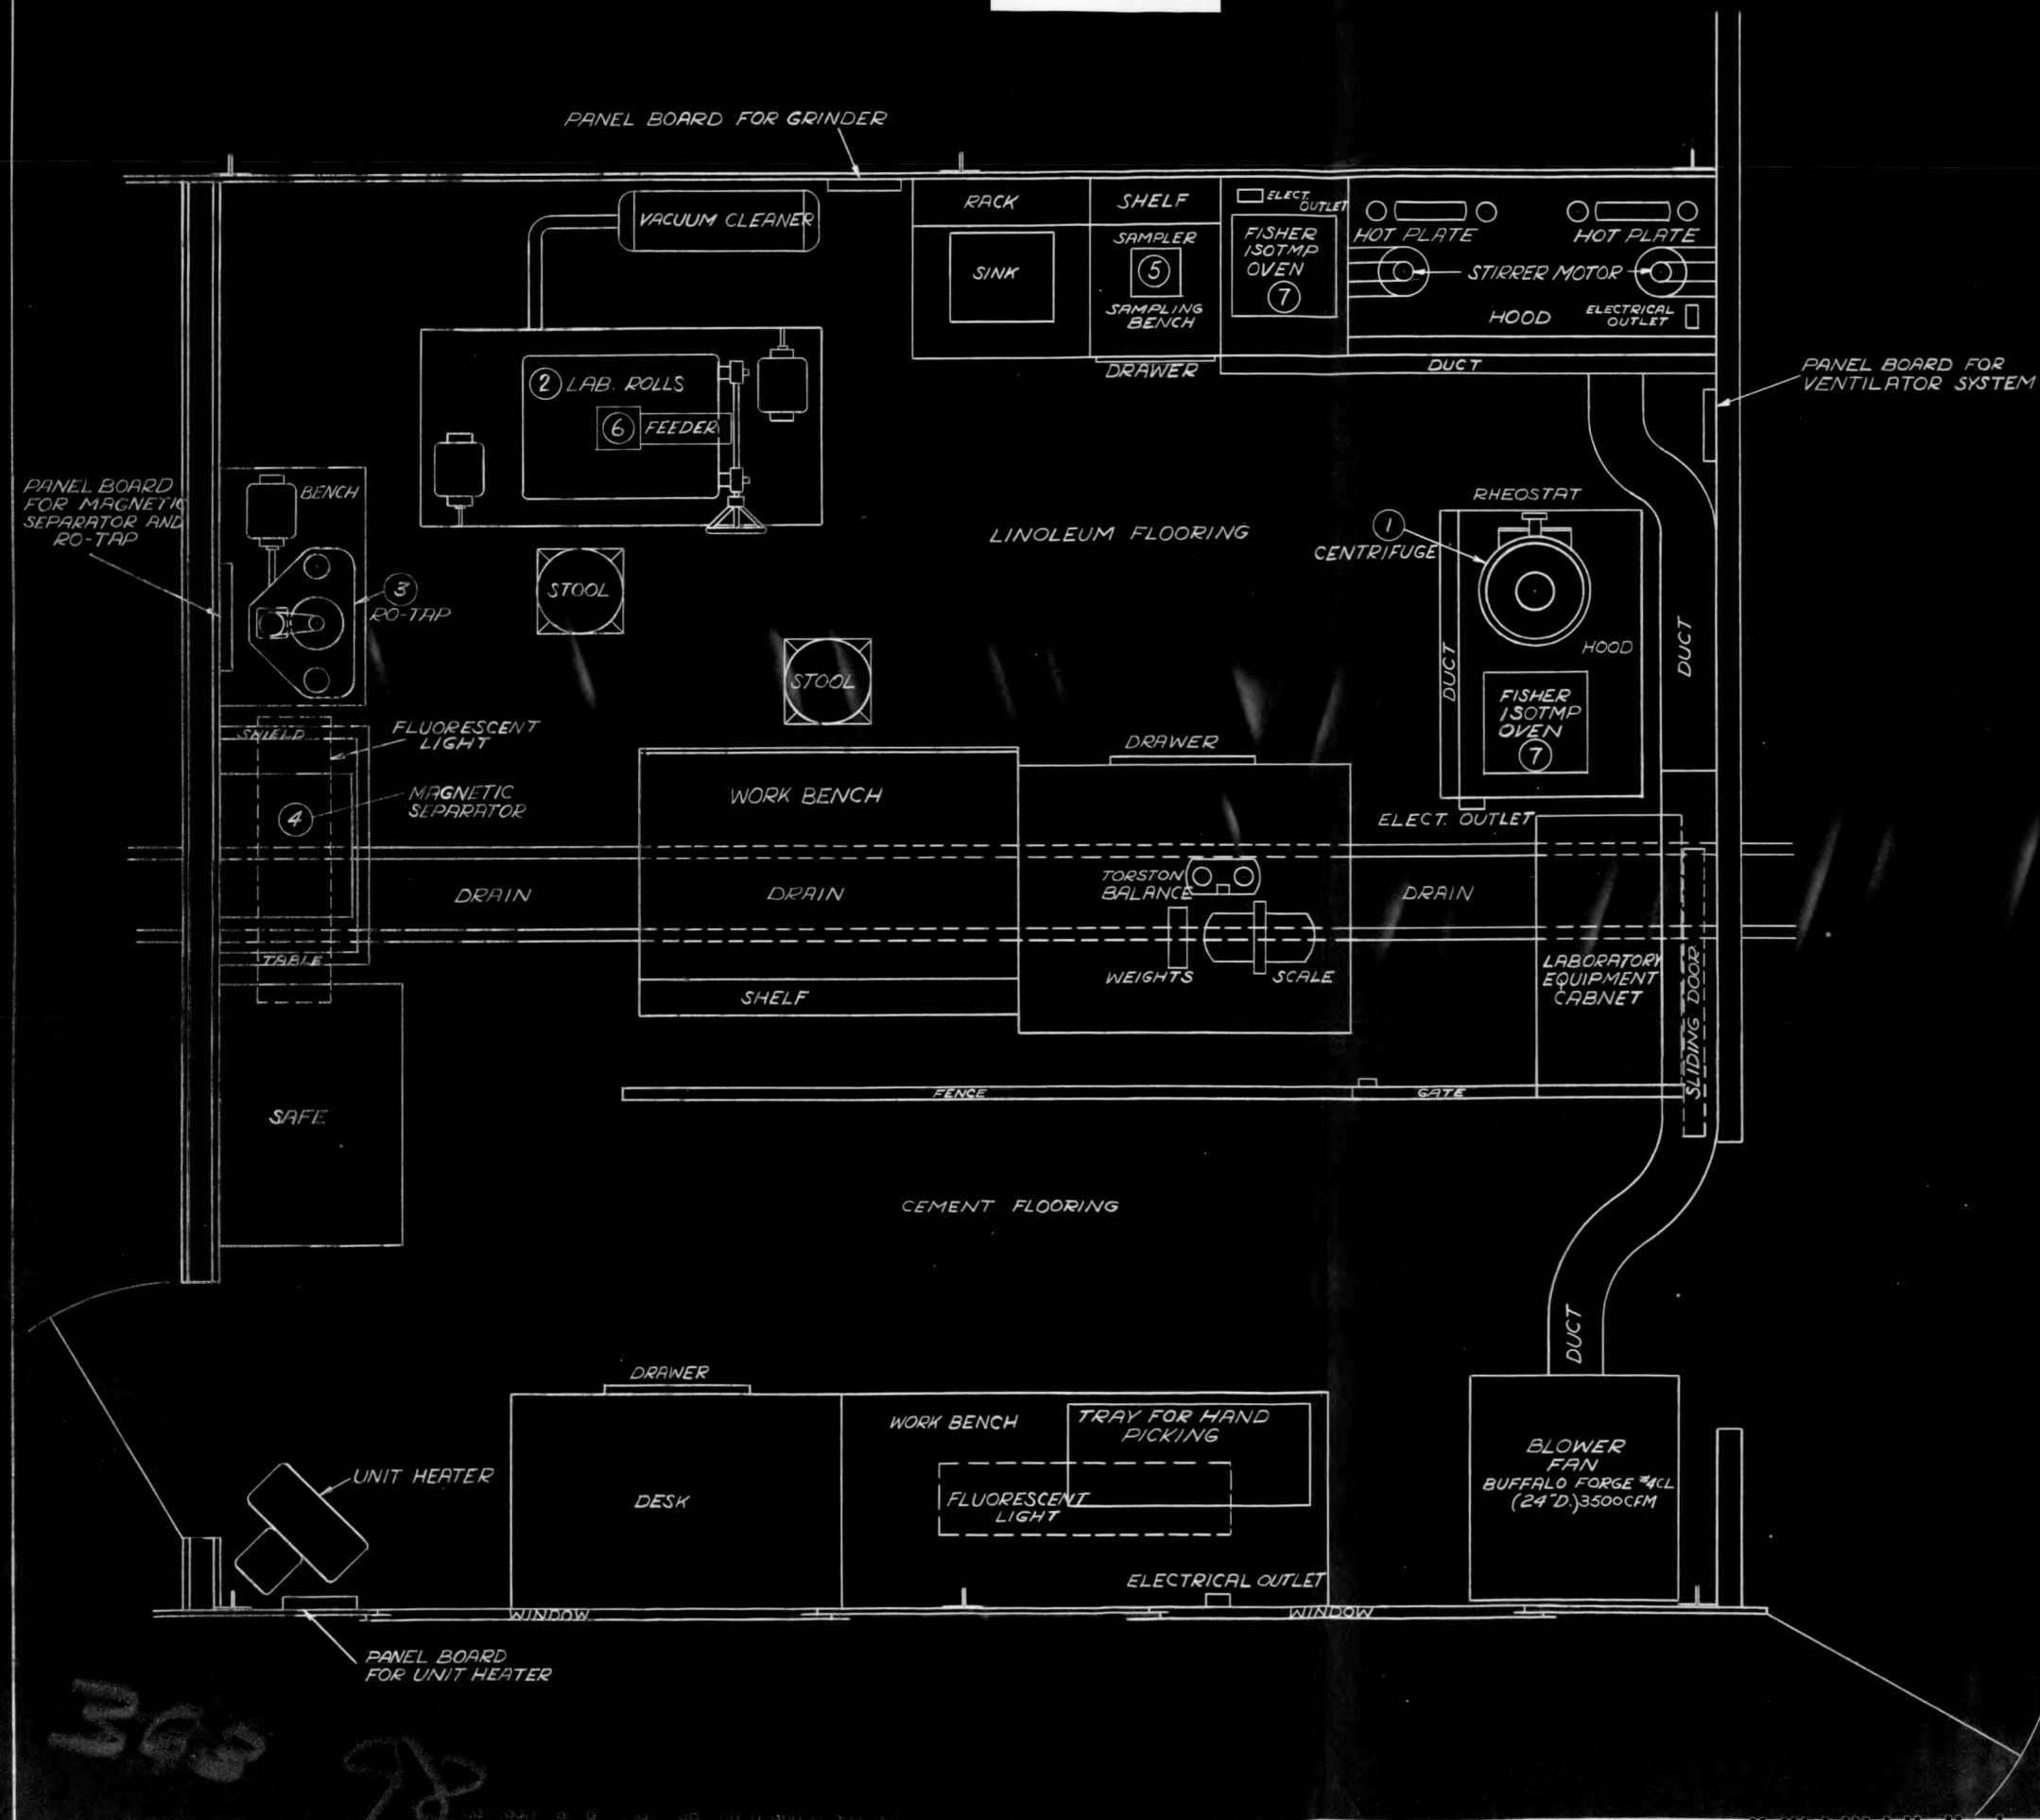 PANEL BOARD FOR GRINDER
VACUUM CLEANER
RACK
SHELF
ELECT.
OUTLET
SINK
SAMPLER
5
SAMPLING
BENCH
FISHER
ISOTMP
OVEN
7
HOT PLATE
HOT PLATE
STIRRER MOTOR
HOOD
ELECTRICAL
OUTLET
DRAWER
DUCT
PANEL BOARD FOR
VENTILATOR SYSTEM
2 LAB. ROLLS
6 FEEDER
PANEL BOARD
FOR MAGNETIC
SEPARATOR AND
RO-TAP
BENCH
3
RO-TAP
STOOL
STOOL
LINOLEUM FLOORING
RHEOSTAT
1
CENTRIFUGE
HOOD
DUCT
DUCT
FISHER
ISOTMP
OVEN
7
SHIELD
FLUORESCENT
LIGHT
MAGNETIC
SEPARATOR
4
WORK BENCH
DRAWER
ELECT. OUTLET
DRAIN
DRAIN
TORSTON
BALANCE
DRAIN
TABLE
SHELF
WEIGHTS
SCALE
LABORATORY
EQUIPMENT
CABNET
SLIDING DOOR
FENCE
GATE
SAFE
CEMENT FLOORING
DUCT
DRAWER
WORK BENCH
TRAY FOR HAND
PICKING
UNIT HEATER
DESK
FLUORESCENT
LIGHT
BLOWER
FAN
BUFFALO FORGE #4CL
(24"D.)3500CFM
ELECTRICAL OUTLET
WINDOW
WINDOW
PANEL BOARD
FOR UNIT HEATER